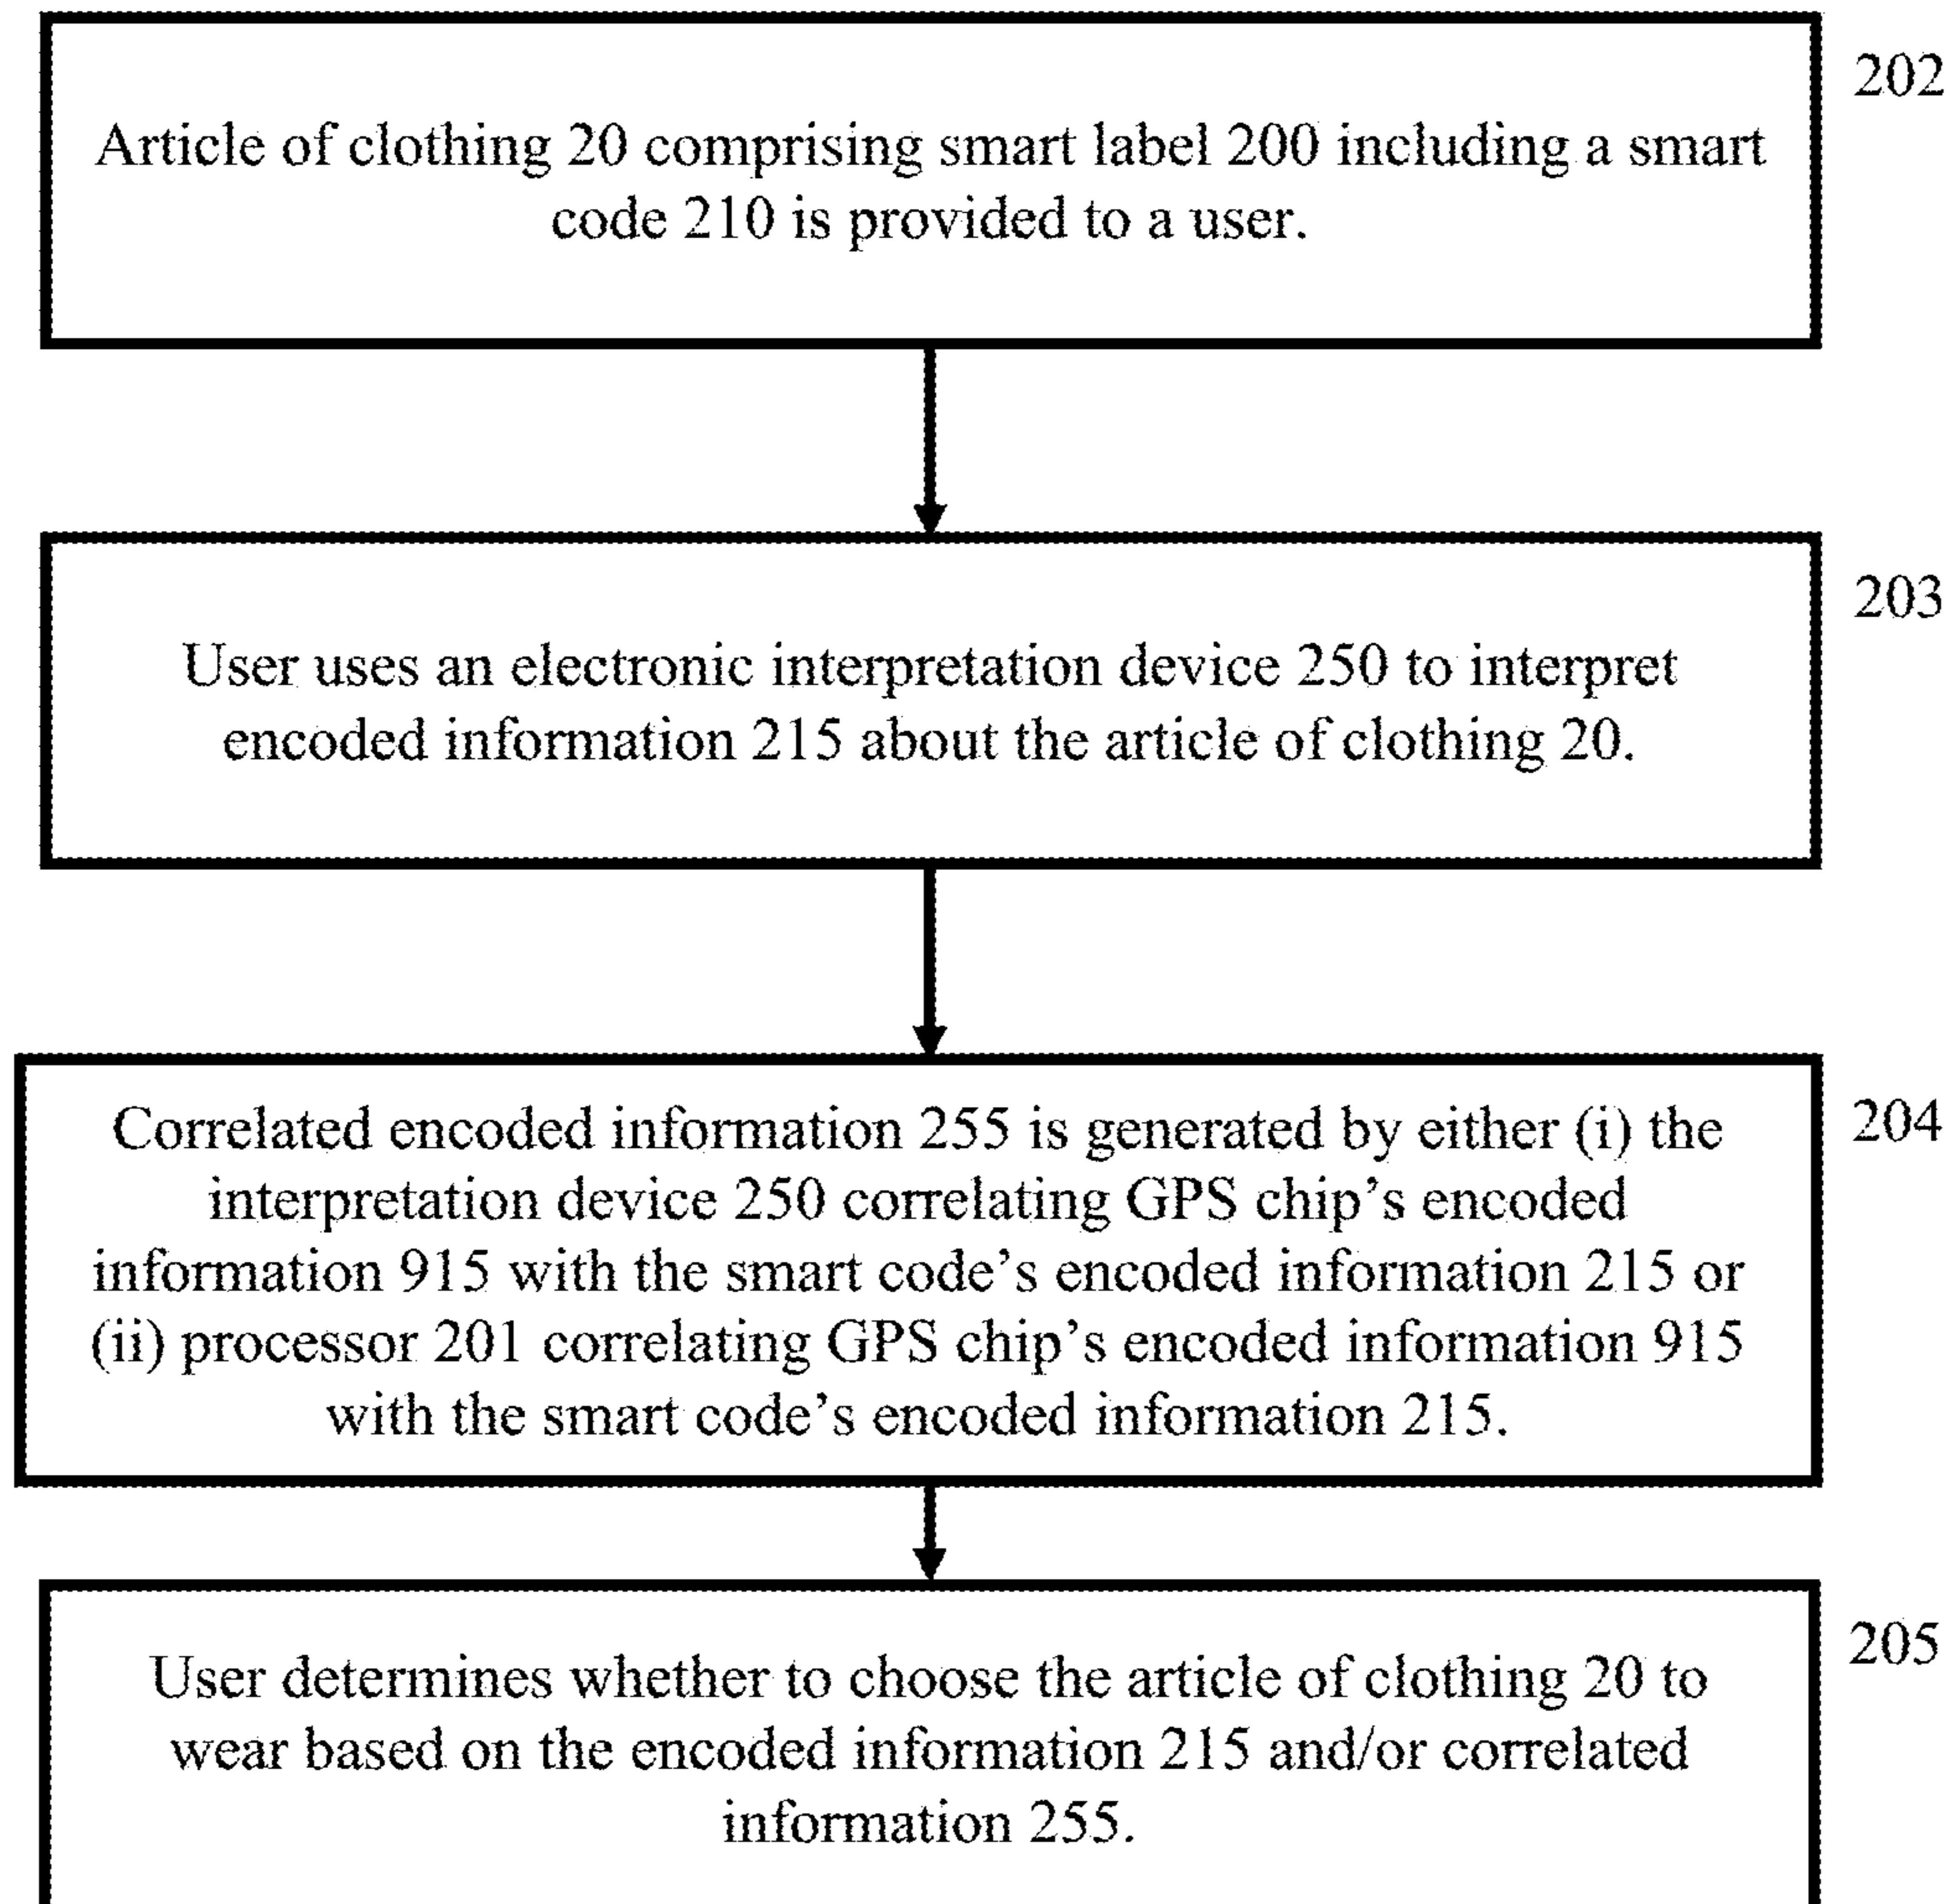 202
Article of clothing 20 comprising smart label 200 including a smart
code 210 is provided to a user.
203
User uses an electronic interpretation device 250 to interpret
encoded information 215 about the article of clothing 20.
204
Correlated encoded information 255 is generated by either (i) the
interpretation device 250 correlating GPS chip’s encoded
information 915 with the smart code’s encoded information 215 or
(ii) processor 201 correlating GPS chip’s encoded information 915
with the smart code’s encoded information 215.
205
User determines whether to choose the article of clothing 20 to
wear based on the encoded information 215 and/or correlated
information 255.